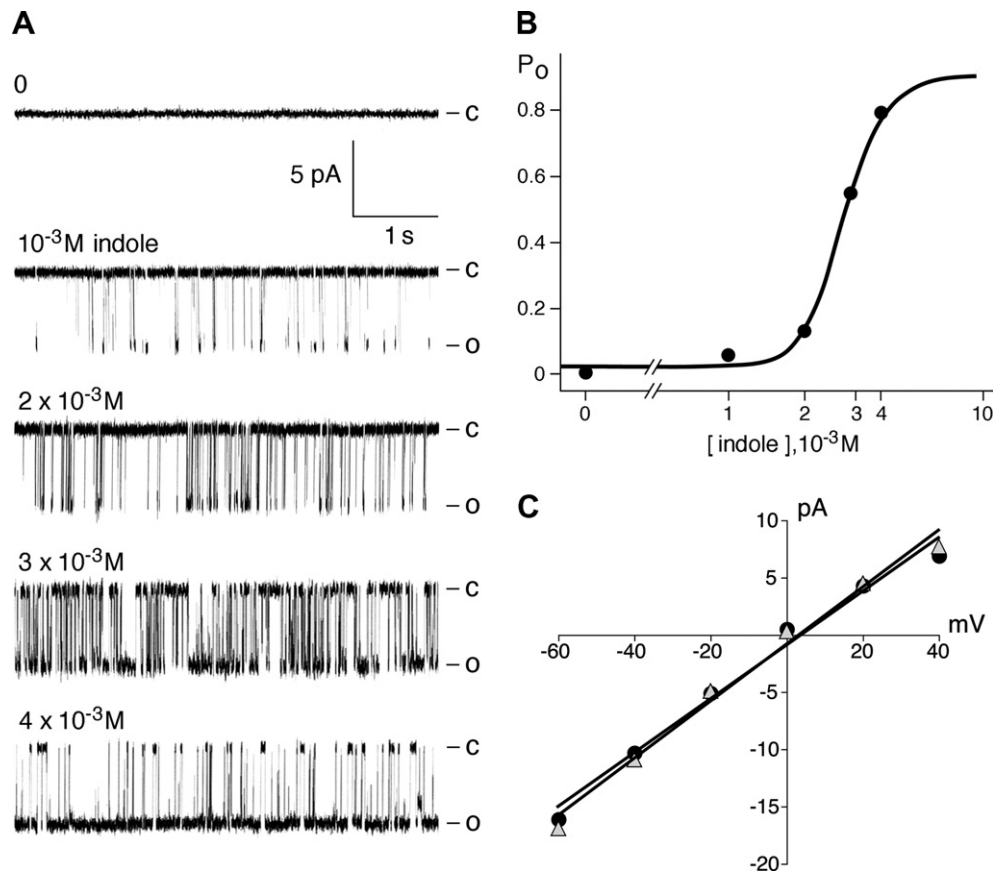 A
0
– c
5 pA
1 s
10⁻³M indole
– c
– o
2 x 10⁻³M
– c
– o
3 x 10⁻³M
– c
– o
4 x 10⁻³M
– c
– o
B
Po
0.8
0.6
0.4
0.2
0
0 1 2 3 4 10
[ indole ],10⁻³M
C
pA
10
5
mV
-60 -40 -20 20 40
-5
-10
-15
-20